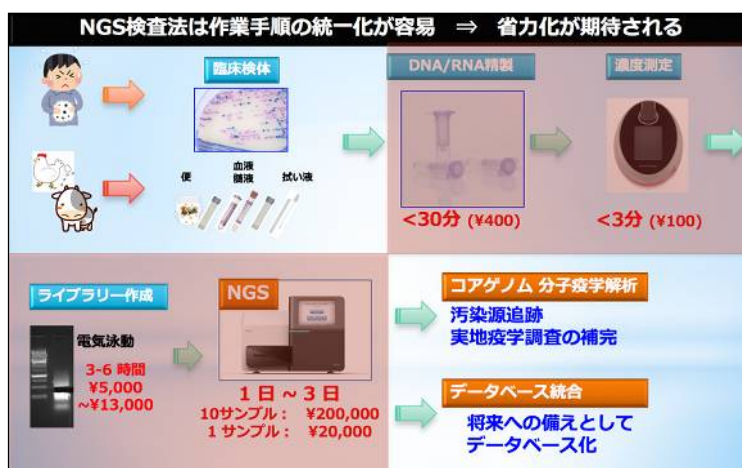 NGS検査法は作業手順の統一化が容易 ⇒ 省力化が期待される
臨床検体
便
血液
髄液
拭い液
DNA/RNA精製
<30分 (¥400)
濃度測定
<3分 (¥100)
ライブラリー作成
電気泳動
3-6 時間
¥5,000
~¥13,000
NGS
1日 ~ 3日
10サンプル: ¥200,000
1サンプル: ¥20,000
コアゲノム 分子疫学解析
汚染源追跡
実地疫学調査の補完
データベース統合
将来への備えとして
データベース化